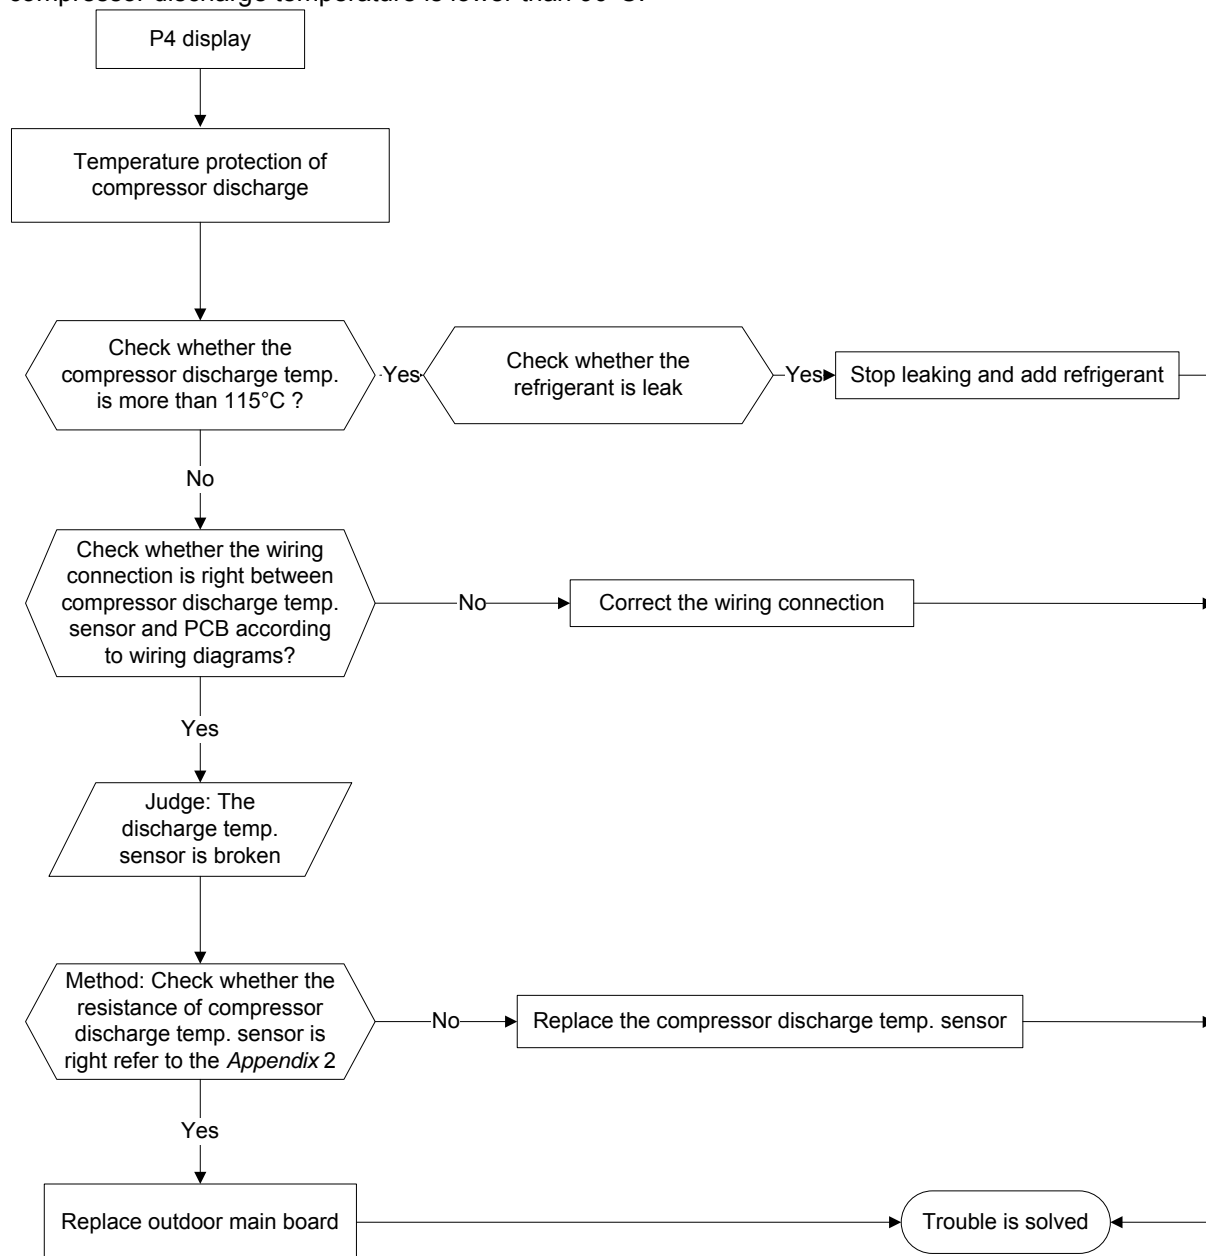 P4 display
Temperature protection of
compressor discharge
Check whether the
compressor discharge temp.
is more than 115°C ?
Yes
Check whether the
refrigerant is leak
Yes
Stop leaking and add refrigerant
No
Check whether the wiring
connection is right between
compressor discharge temp.
sensor and PCB according
to wiring diagrams?
No
Correct the wiring connection
Yes
Judge: The
discharge temp.
sensor is broken
Method: Check whether the
resistance of compressor
discharge temp. sensor is
right refer to the Appendix 2
No
Replace the compressor discharge temp. sensor
Yes
Replace outdoor main board
Trouble is solved